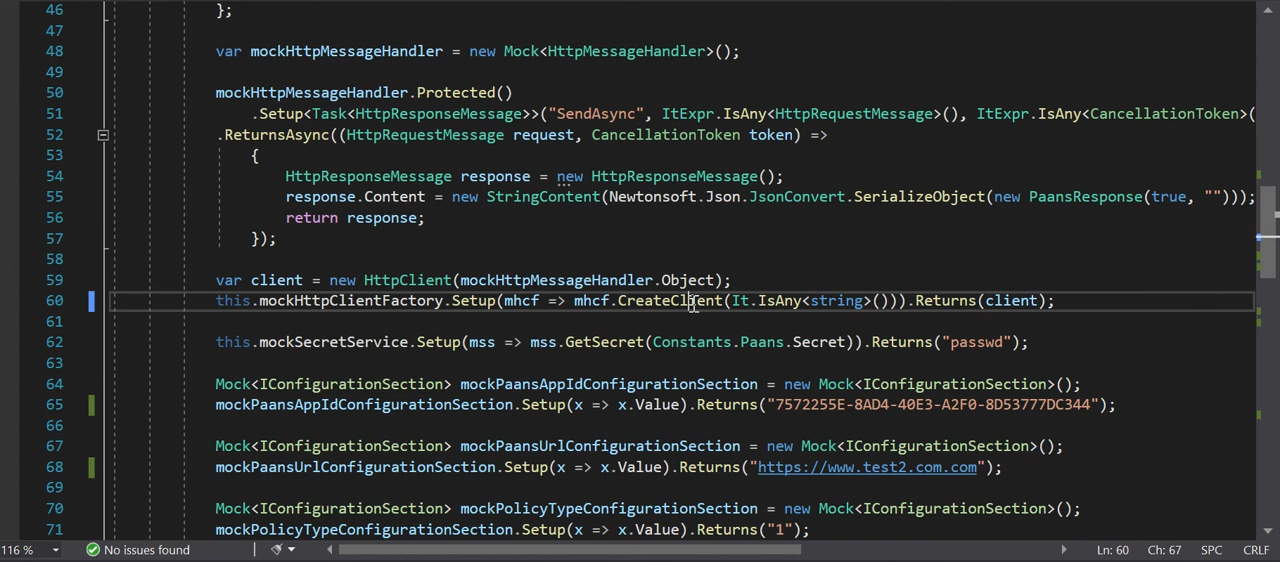 46 };
47
48 var mockHttpMessageHandler = new Mock<HttpMessageHandler>();
49
50 mockHttpMessageHandler.Protected()
51 .Setup<Task<HttpResponseMessage>>("SendAsync", ItExpr.IsAny<HttpRequestMessage>(), ItExpr.IsAny<CancellationToken>(
52 .ReturnsAsync((HttpRequestMessage request, CancellationToken token) =>
53 {
54 HttpResponseMessage response = new HttpResponseMessage();
55 response.Content = new StringContent(Newtonsoft.Json.JsonConvert.SerializeObject(new PaansResponse(true, "")));
56 return response;
57 });
58
59 var client = new HttpClient(mockHttpMessageHandler.Object);
60 this.mockHttpClientFactory.Setup(mhcf => mhcf.CreateClient(It.IsAny<string>())).Returns(client);
61
62 this.mockSecretService.Setup(mss => mss.GetSecret(Constants.Paans.Secret)).Returns("passwd");
63
64 Mock<IConfigurationSection> mockPaansAppIdConfigurationSection = new Mock<IConfigurationSection>();
65 mockPaansAppIdConfigurationSection.Setup(x => x.Value).Returns("7572255E-8AD4-40E3-A2F0-8D53777DC344");
66
67 Mock<IConfigurationSection> mockPaansUrlConfigurationSection = new Mock<IConfigurationSection>();
68 mockPaansUrlConfigurationSection.Setup(x => x.Value).Returns("https://www.test2.com.com");
69
70 Mock<IConfigurationSection> mockPolicyTypeConfigurationSection = new Mock<IConfigurationSection>();
71 mockPolicyTypeConfigurationSection.Setup(x => x.Value).Returns("1");
116 % No issues found Ln: 60 Ch: 67 SPC CRLF